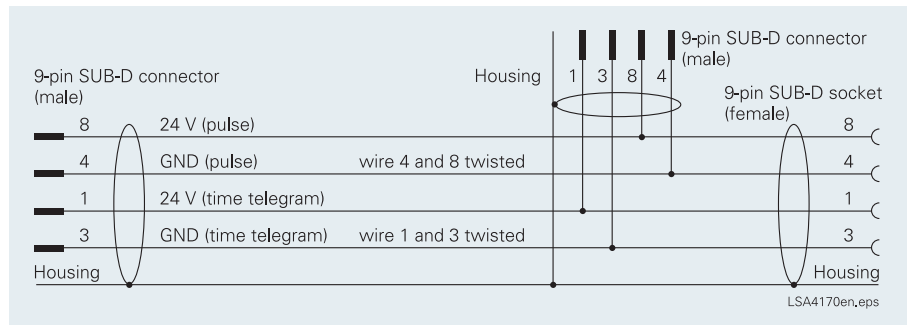 9-pin SUB-D connector
(male)
Housing
1 3 8 4
9-pin SUB-D connector
(male)
9-pin SUB-D socket
(female)
8 24 V (pulse) 8
4 GND (pulse) wire 4 and 8 twisted 4
1 24 V (time telegram) 1
3 GND (time telegram) wire 1 and 3 twisted 3
Housing Housing
LSA4170en.eps